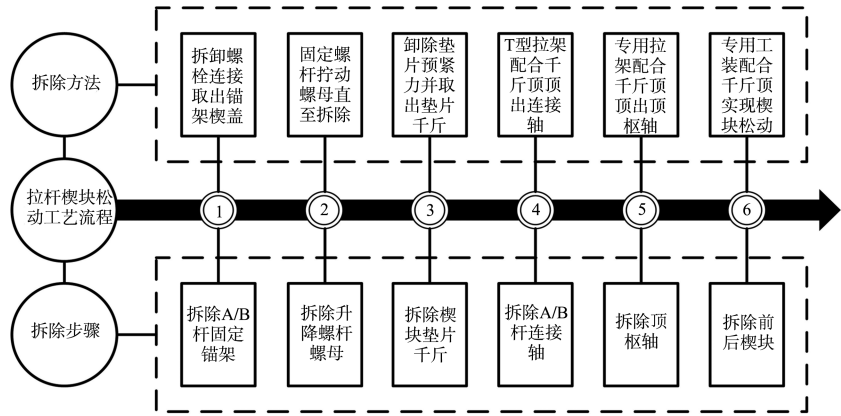 拆除方法
拆卸螺
栓连接
取出锚
架楔盖
固定螺
杆拧动
螺母直
至拆除
卸除垫
片预紧
力并取
出垫片
千斤
T型拉架
配合千
斤顶顶
出连接
轴
专用拉
架配合
千斤顶
顶出顶
枢轴
专用工
装配合
千斤顶
实现楔
块松动
拉杆楔块松
动工艺流程
1
2
3
4
5
6
拆除步骤
拆除A/B
杆固定
锚架
拆除升
降螺杆
螺母
拆除楔
块垫片
千斤
拆除A/B
杆连接
轴
拆除顶
枢轴
拆除前
后楔块